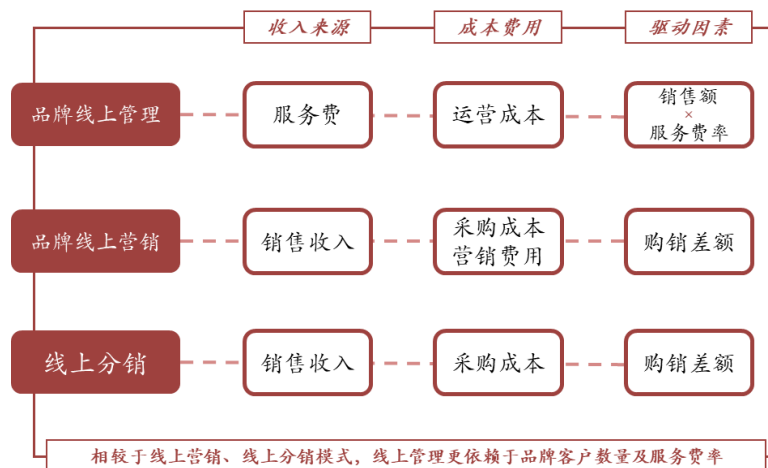 收入来源 成本费用 驱动因素
品牌线上管理 服务费 运营成本 销售额
×
服务费率
品牌线上营销 销售收入 采购成本
营销费用 购销差额
线上分销 销售收入 采购成本 购销差额
相较于线上营销、线上分销模式，线上管理更依赖于品牌客户数量及服务费率